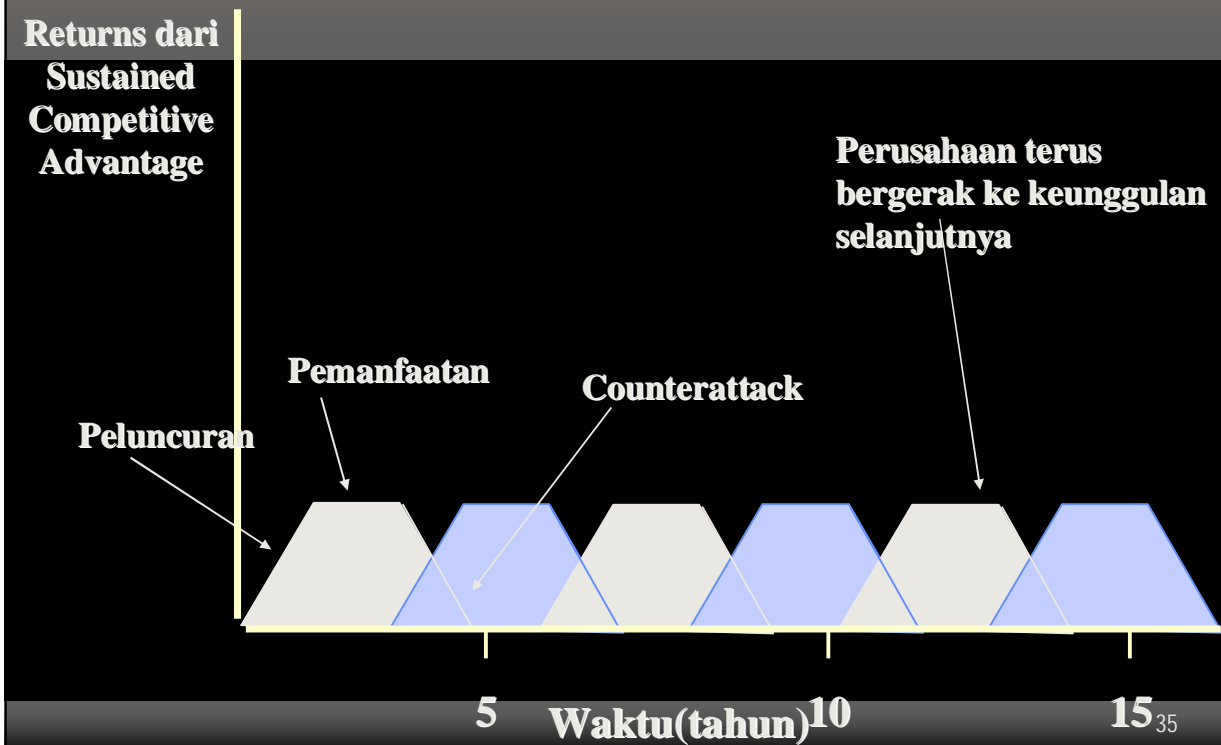 Returns dari
Sustained
Competitive
Advantage
Perusahaan terus
bergerak ke keunggulan
selanjutnya
Pemanfaatan
Counterattack
Peluncuran
5
10
15
Waktu(tahun)
35